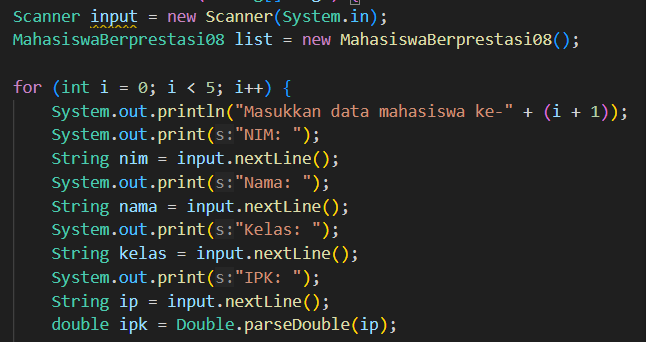 Scanner input = new Scanner(System.in);
MahasiswaBerprestasi08 list = new MahasiswaBerprestasi08();
for (int i = 0; i < 5; i++) {
System.out.println("Masukkan data mahasiswa ke-" + (i + 1));
System.out.print(s:"NIM: ");
String nim = input.nextLine();
System.out.print(s:"Nama: ");
String nama = input.nextLine();
System.out.print(s:"Kelas: ");
String kelas = input.nextLine();
System.out.print(s:"IPK: ");
String ip = input.nextLine();
double ipk = Double.parseDouble(ip);